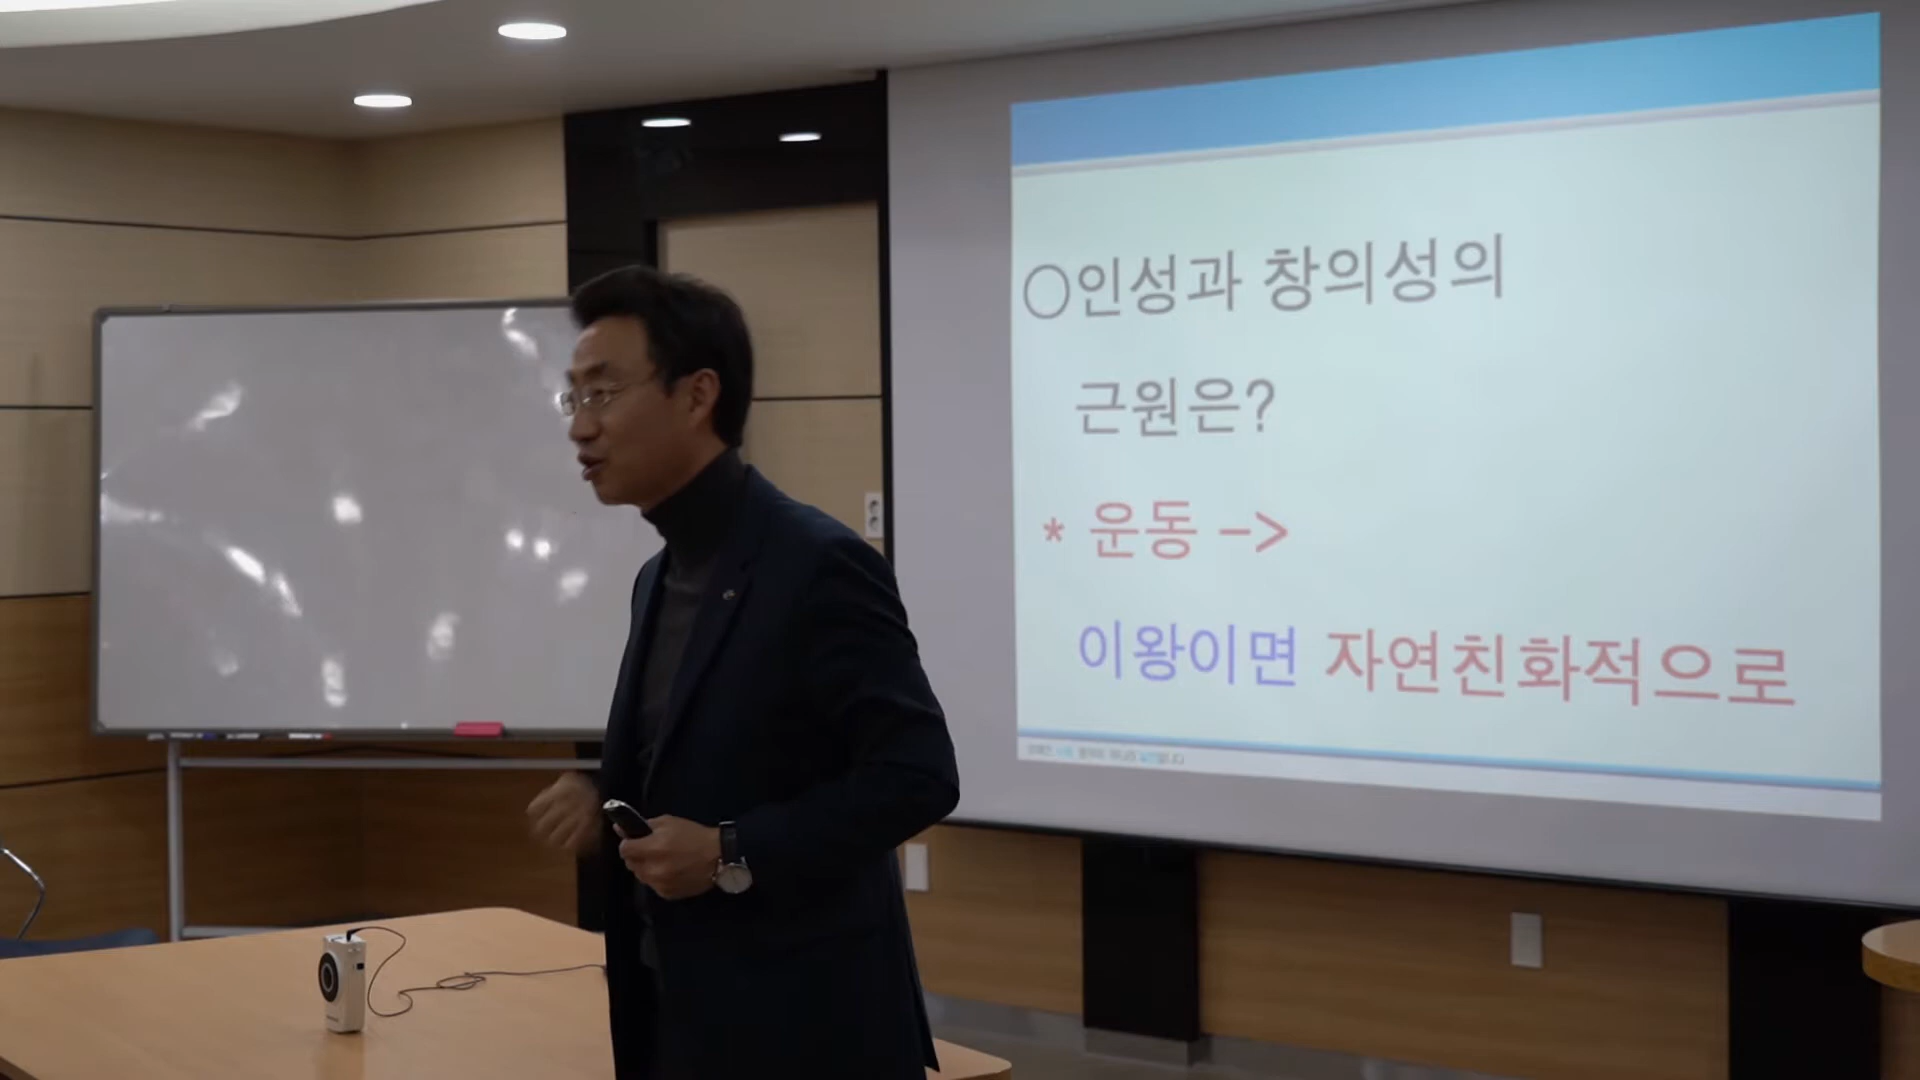 ○인성과 창의성의
근원은?
* 운동 ->
이왕이면 자연친화적으로